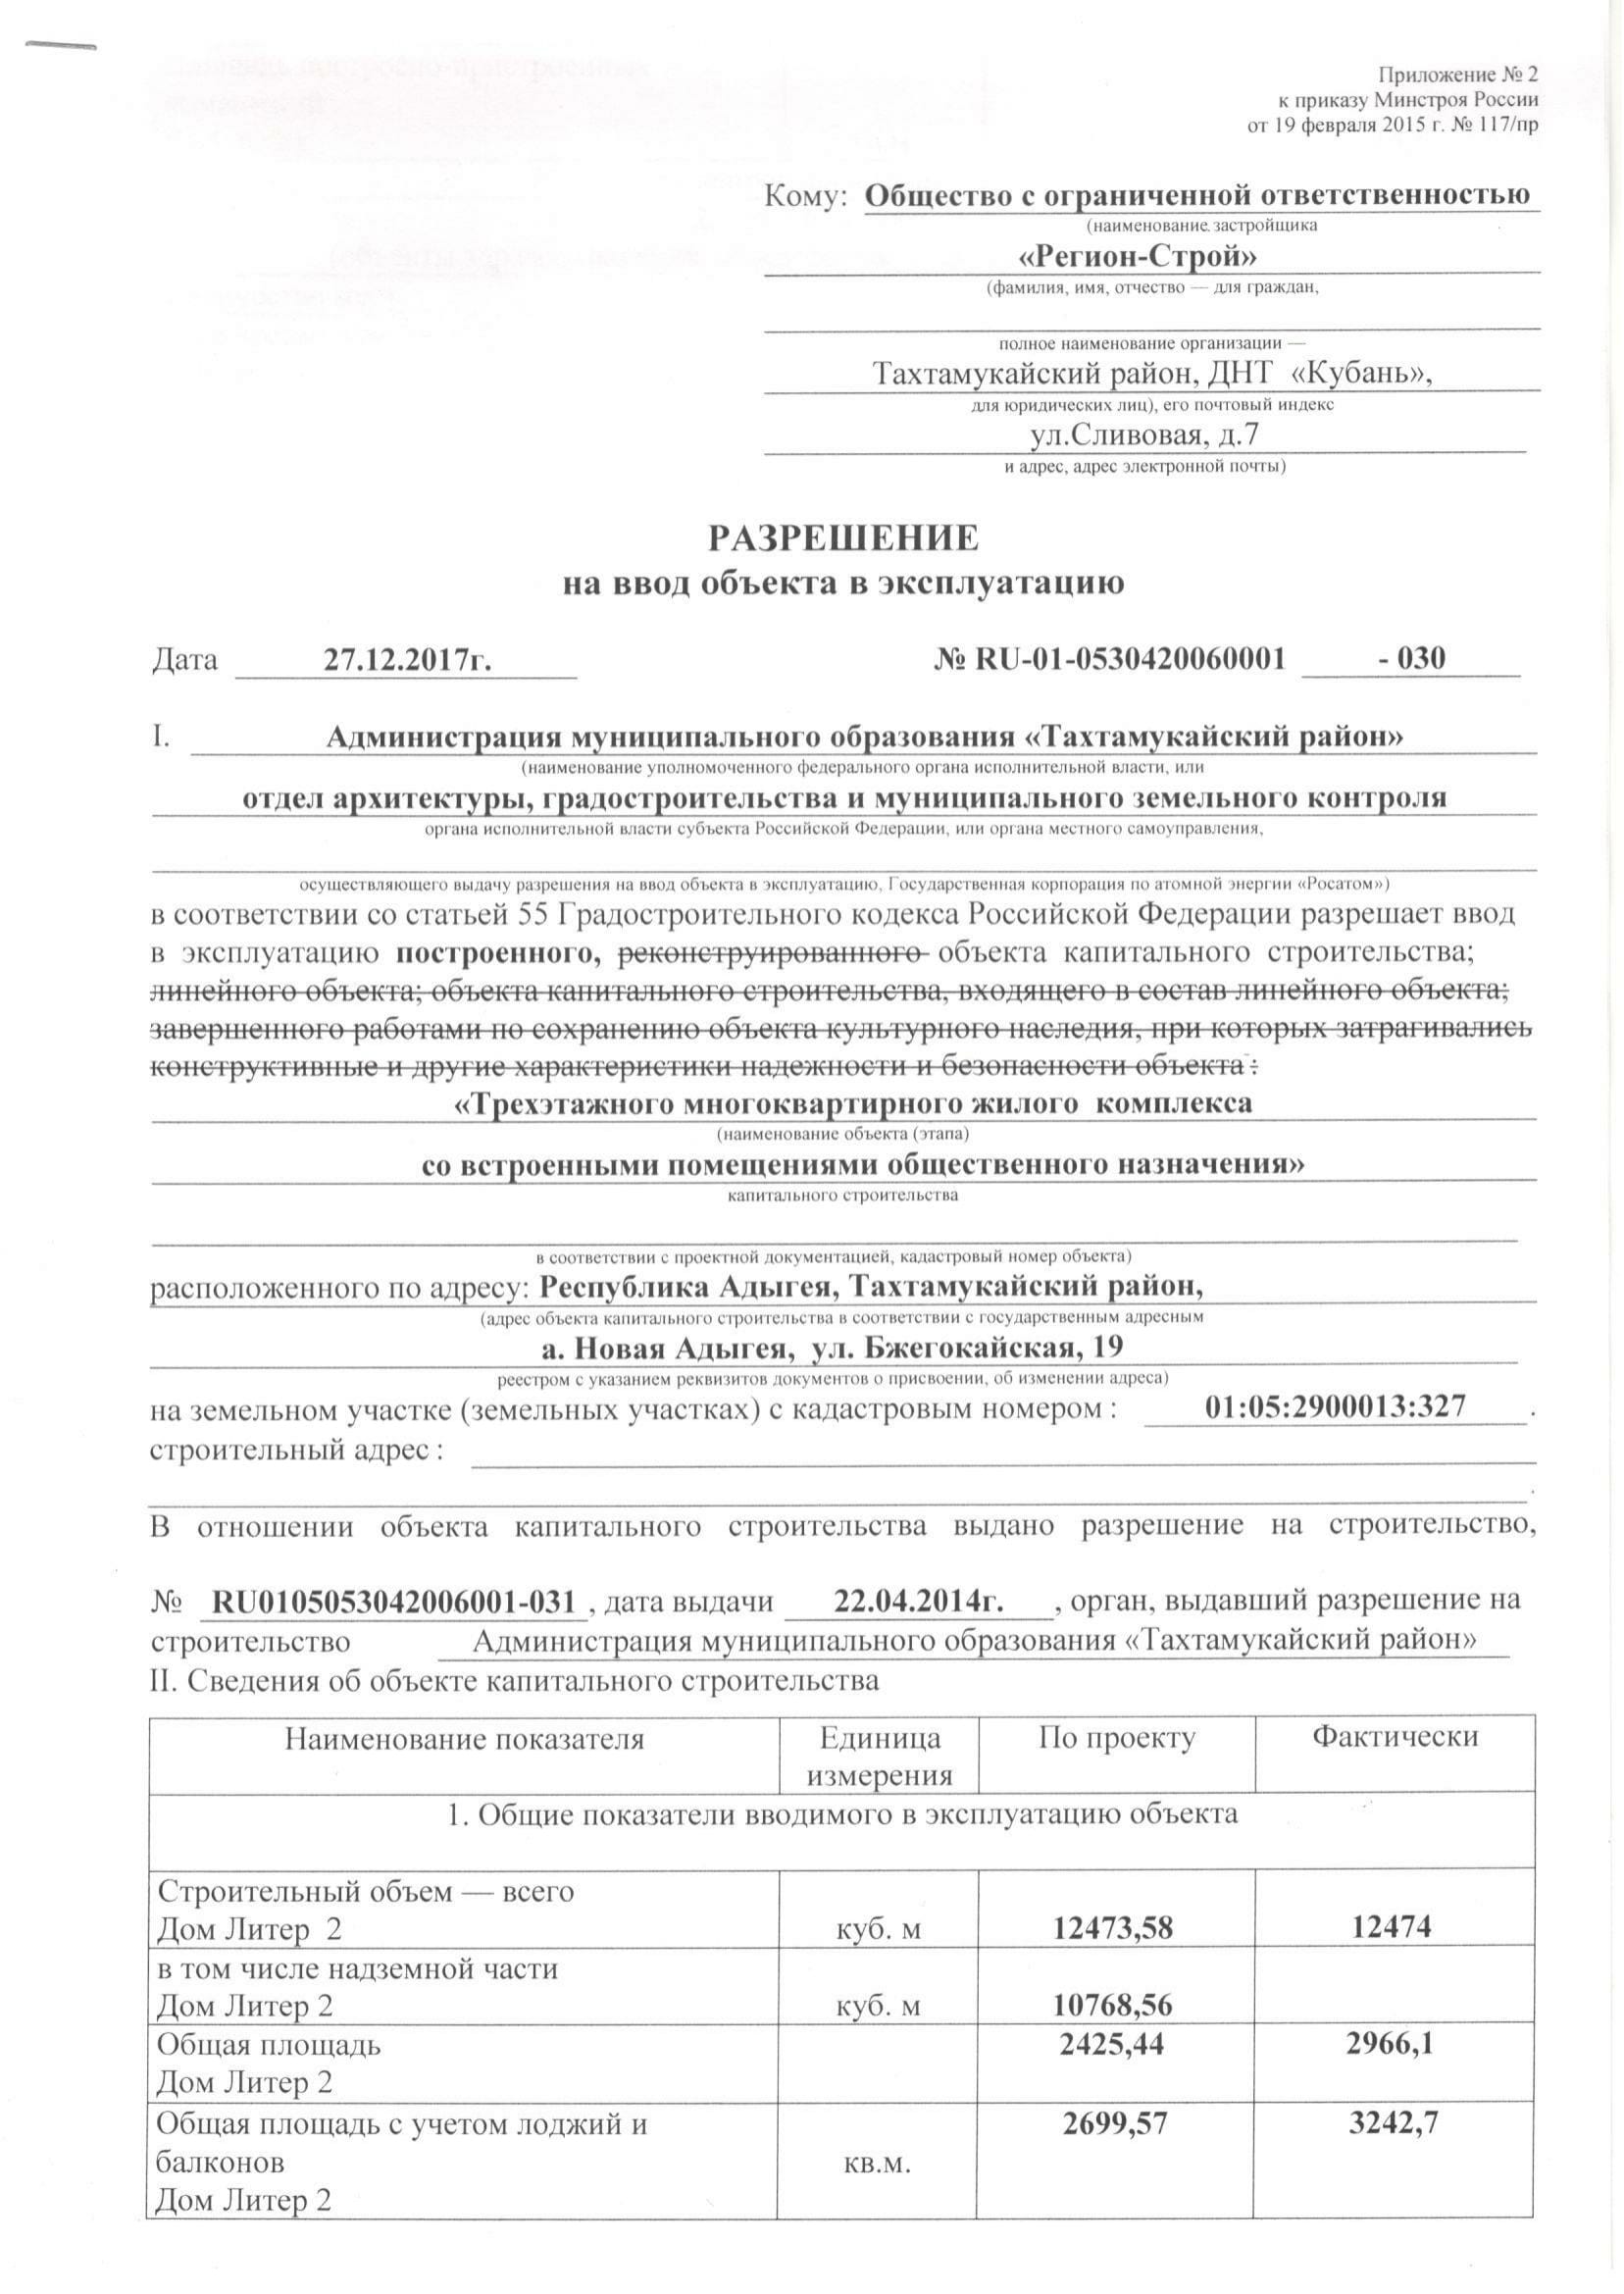 Приложение № 2
к приказу Минстроя России
от 19 февраля 2015 г. № 117/пр
Кому: Общество с ограниченной ответственностью
(наименование застройщика
«Регион-Строй»
(фамилия, имя, отчество — для граждан,
полное наименование организации —
Тахтамукайский район, ДНТ «Кубань»,
для юридических лиц), его почтовый индекс
ул.Сливовая, д.7
и адрес, адрес электронной почты)
РАЗРЕШЕНИЕ
на ввод объекта в эксплуатацию
Дата 27.12.2017г. № RU-01-0530420060001 - 030
I. Администрация муниципального образования «Тахтамукайский район»
(наименование уполномоченного федерального органа исполнительной власти, или
отдел архитектуры, градостроительства и муниципального земельного контроля
органа исполнительной власти субъекта Российской Федерации, или органа местного самоуправления,
осуществляющего выдачу разрешения на ввод объекта в эксплуатацию, Государственная корпорация по атомной энергии «Росатом»)
в соответствии со статьей 55 Градостроительного кодекса Российской Федерации разрешает ввод
в эксплуатацию построенного, реконструированного объекта капитального строительства;
линейного объекта; объекта капитального строительства, входящего в состав линейного объекта;
завершенного работами по сохранению объекта культурного наследия, при которых затрагивались
конструктивные и другие характеристики надежности и безопасности объекта :
«Трехэтажного многоквартирного жилого комплекса
(наименование объекта (этапа)
со встроенными помещениями общественного назначения»
капитального строительства
в соответствии с проектной документацией, кадастровый номер объекта)
расположенного по адресу: Республика Адыгея, Тахтамукайский район,
(адрес объекта капитального строительства в соответствии с государственным адресным
а. Новая Адыгея, ул. Бжегокайская, 19
реестром с указанием реквизитов документов о присвоении, об изменении адреса)
на земельном участке (земельных участках) с кадастровым номером : 01:05:2900013:327 .
строительный адрес :
.
В отношении объекта капитального строительства выдано разрешение на строительство,
№ RU0105053042006001-031 , дата выдачи 22.04.2014г. , орган, выдавший разрешение на
строительство Администрация муниципального образования «Тахтамукайский район»
II. Сведения об объекте капитального строительства
Наименование показателя Единица измерения По проекту Фактически
1. Общие показатели вводимого в эксплуатацию объекта
Строительный объем — всего
Дом Литер 2 куб. м 12473,58 12474
в том числе надземной части
Дом Литер 2 куб. м 10768,56
Общая площадь 2425,44 2966,1
Дом Литер 2
Общая площадь с учетом лоджий и 2699,57 3242,7
балконов кв.м.
Дом Литер 2